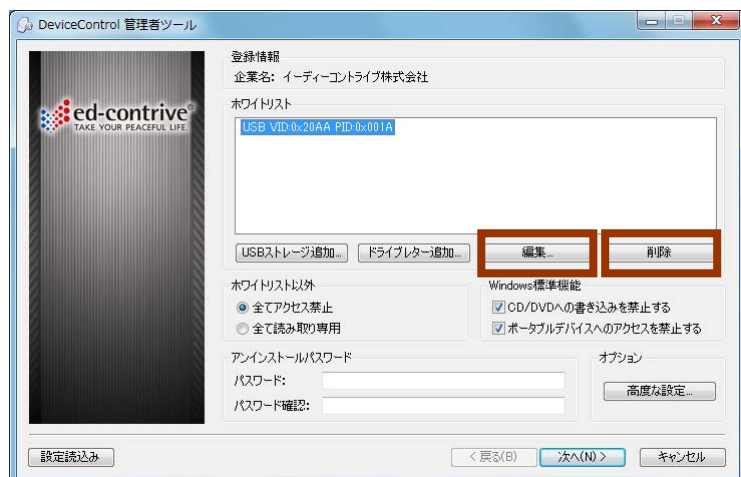 DeviceControl 管理者ツール
ed-contrive®
TAKE YOUR PEACEFUL LIFE.
登録情報
企業名: イーディーコントライブ株式会社
ホワイトリスト
USB VID:0x20AA PID:0x001A
USBストレージ追加... ドライブレター追加... 編集... 削除
ホワイトリスト以外
全てアクセス禁止
全て読み取り専用
Windows標準機能
CD/DVDへの書き込みを禁止する
ポータブルデバイスへのアクセスを禁止する
アンインストールパスワード
パスワード:
パスワード確認:
オプション
高度な設定...
設定読込み < 戻る(B) 次へ(N) > キャンセル